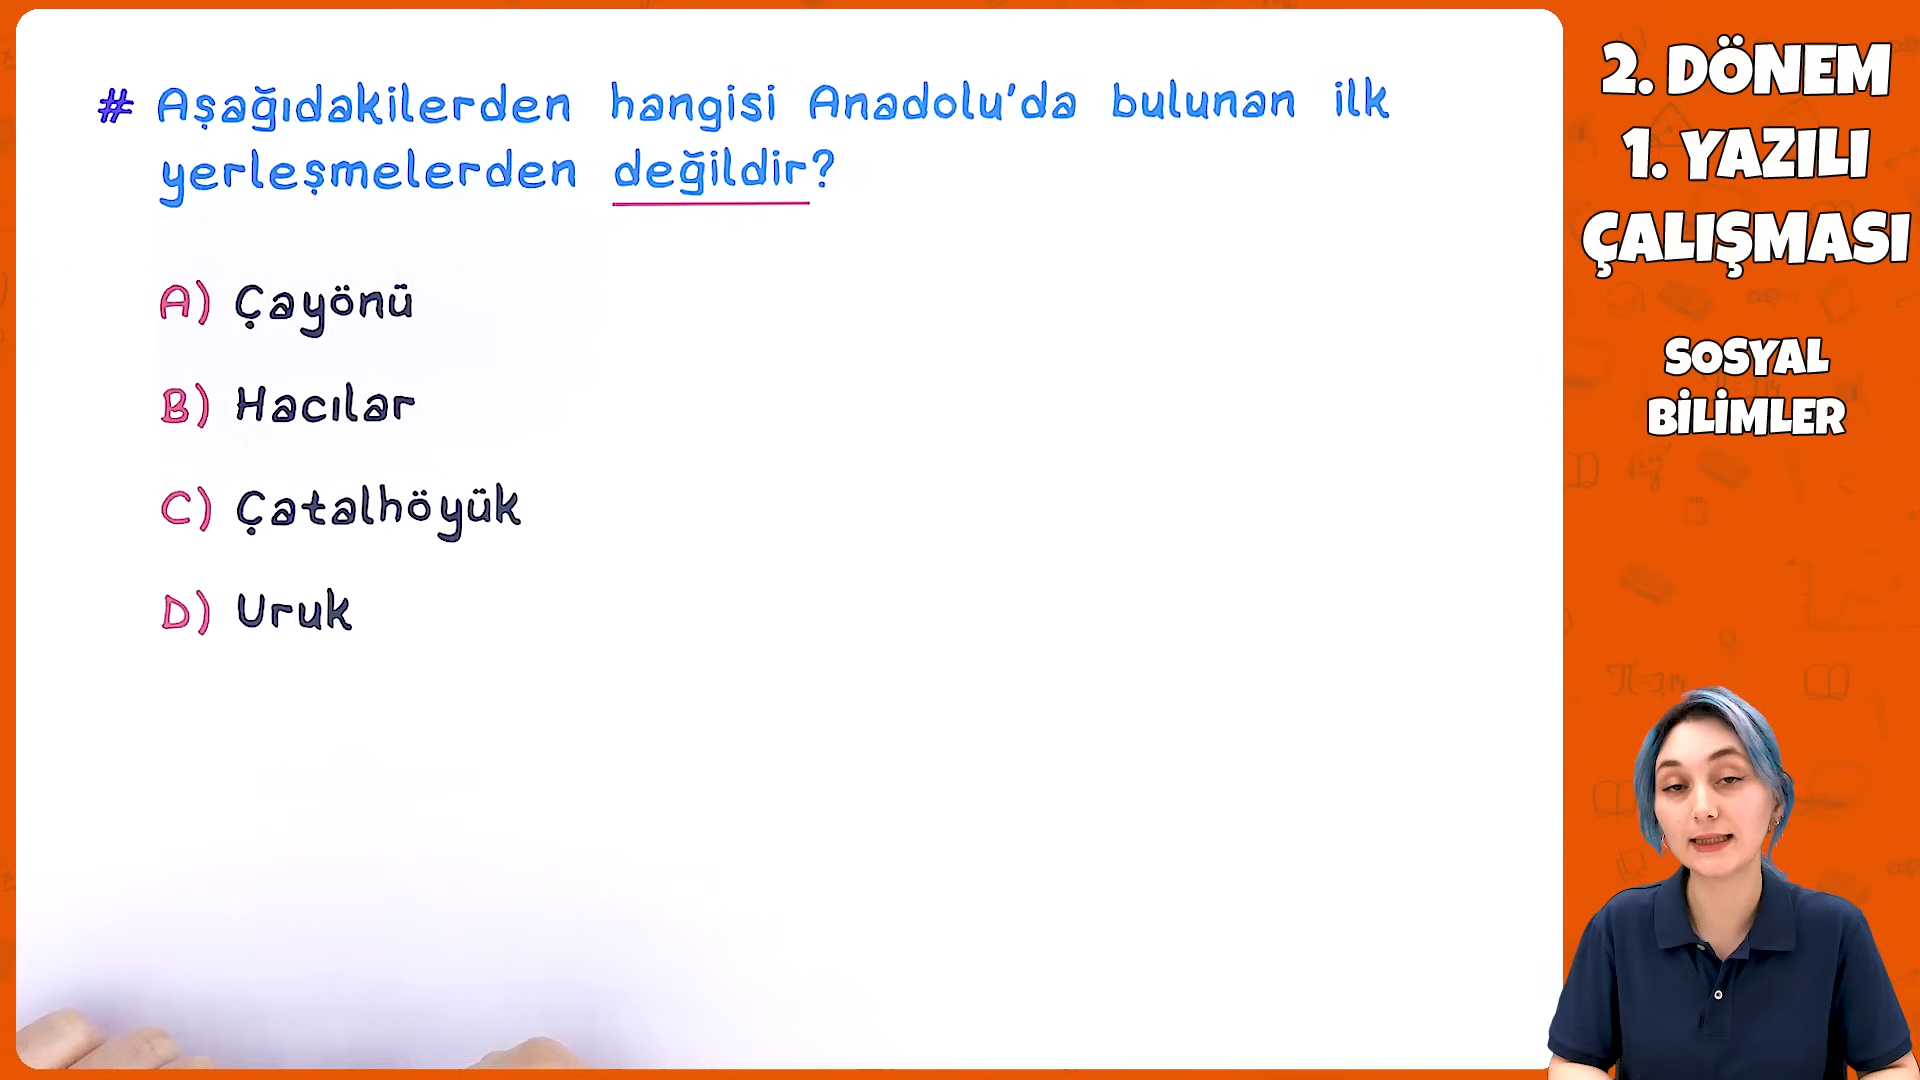 # Aşağıdakilerden hangisi Anadolu'da bulunan ilk
yerleşmelerden değildir?
A) Çayönü
B) Hacılar
C) Çatalhöyük
D) Uruk
2. DÖNEM
1. YAZILI
ÇALIŞMASI
SOSYAL
BİLİMLER